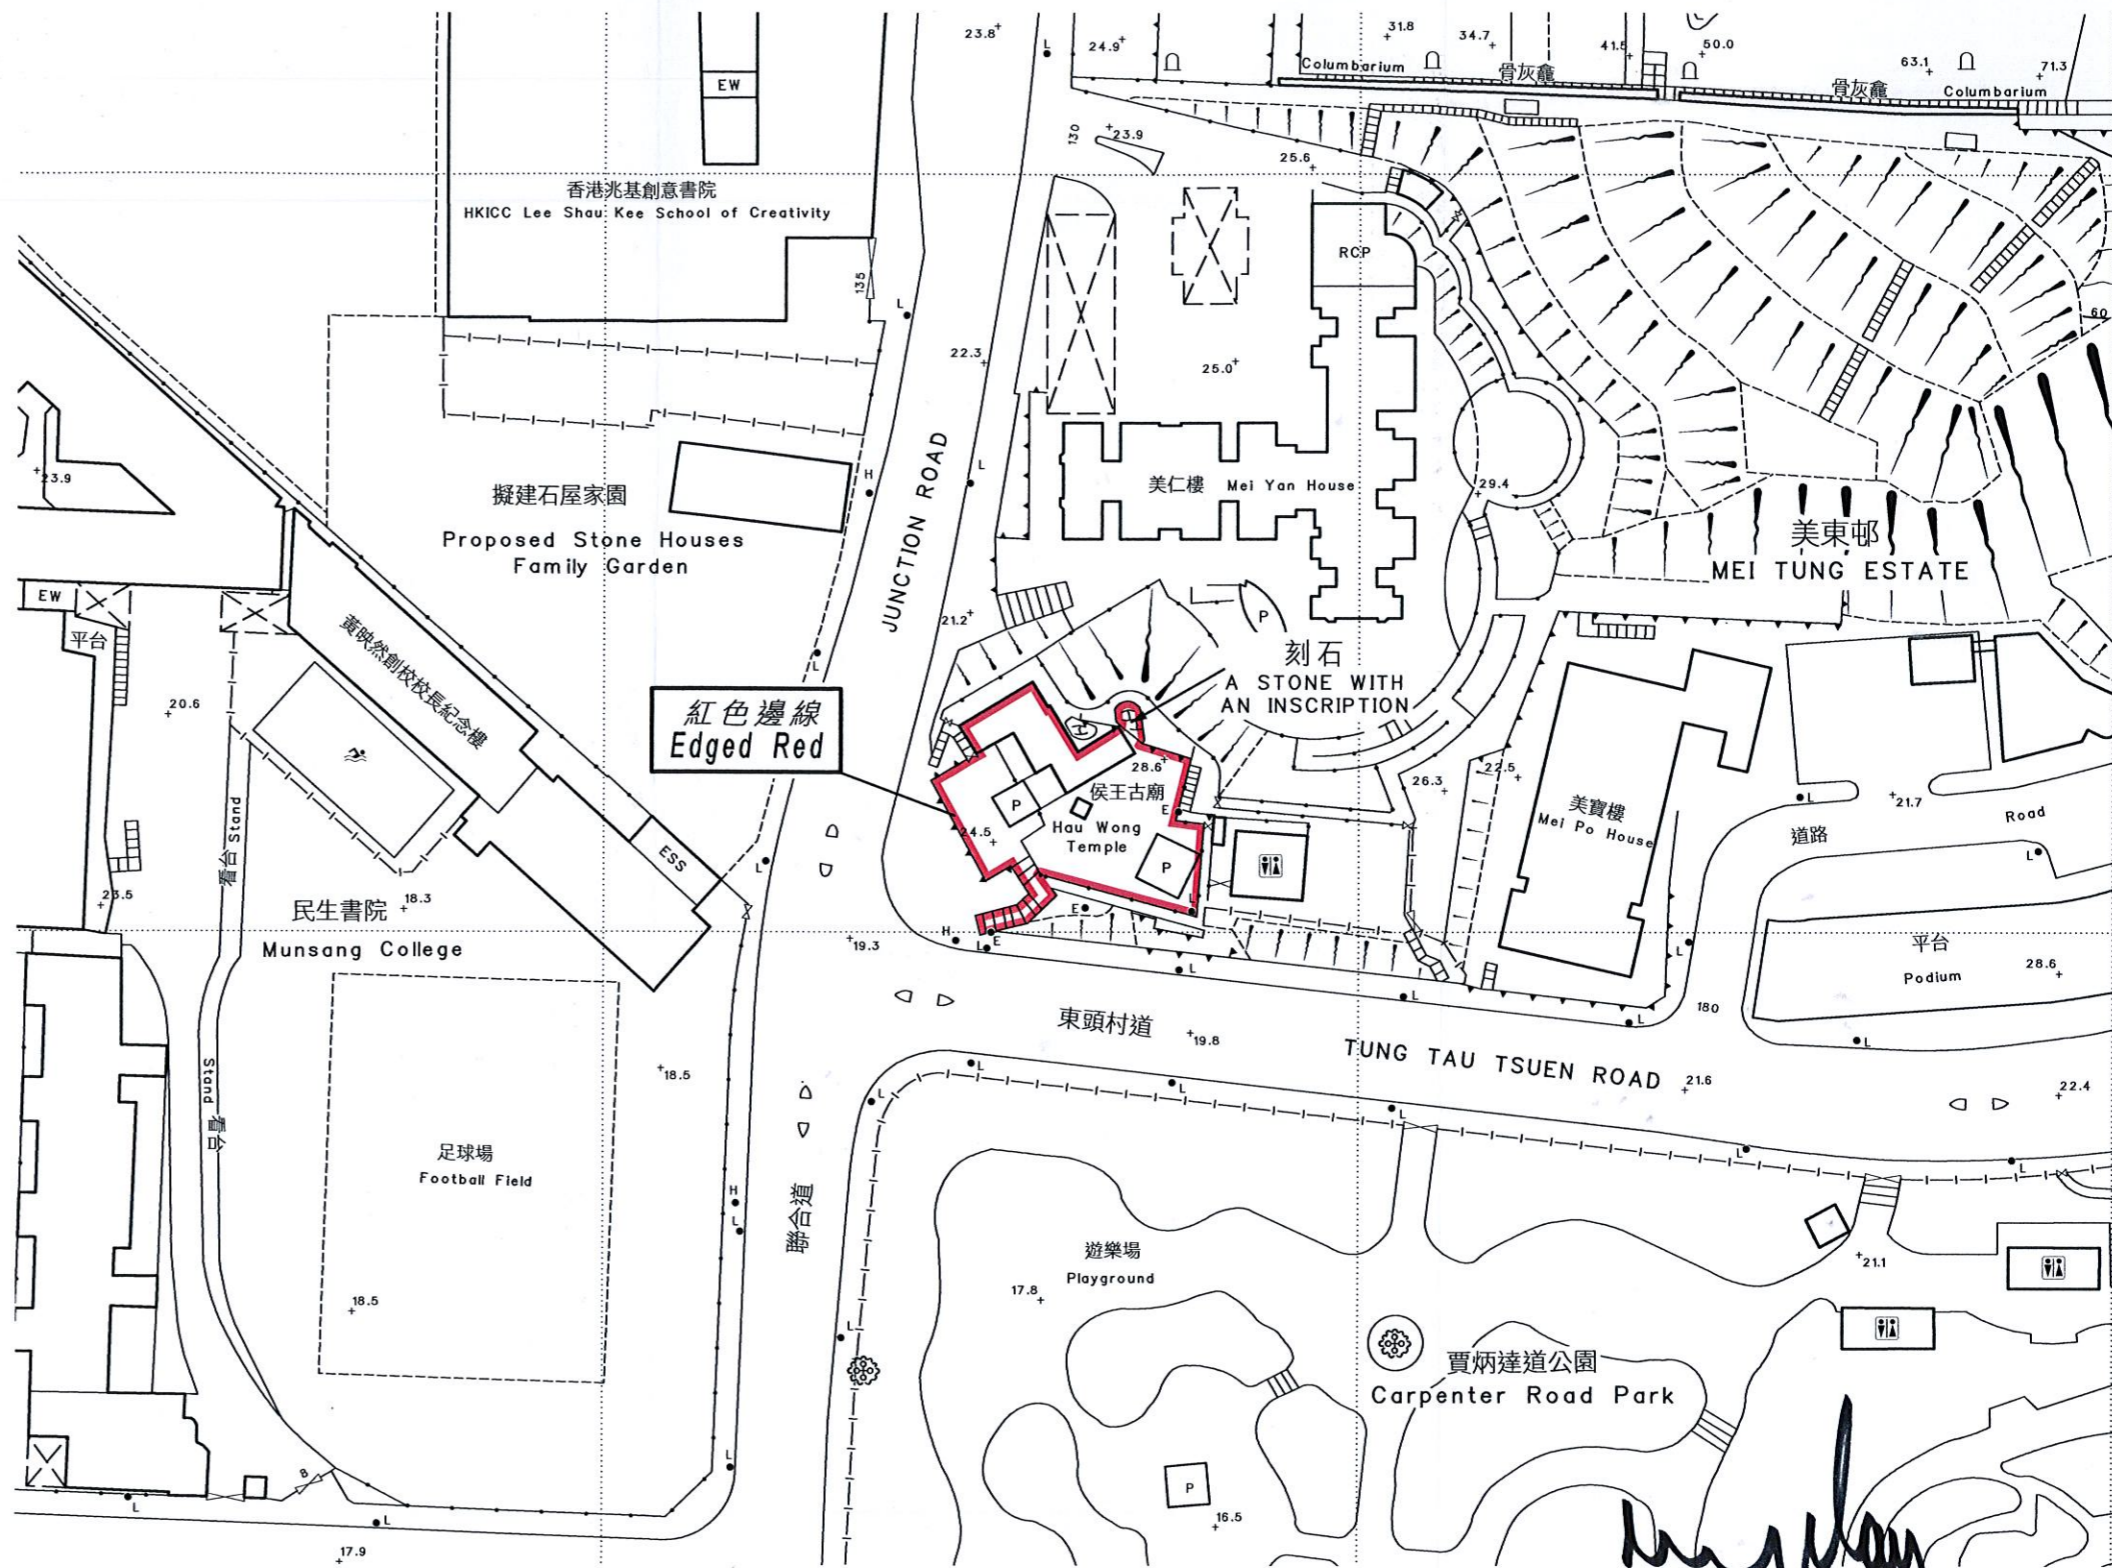 23.8
L
24.9
31.8
34.7
41.5
50.0
63.1
71.3
Columbarium
骨灰龕
骨灰龕
Columbarium
EW
130
23.9
25.6
香港兆基創意書院
HKICC Lee Shau Kee School of Creativity
RCP
135
L
60
22.3
25.0
JUNCTION ROAD
L
H
23.9
擬建石屋家園
Proposed Stone Houses
Family Garden
美仁樓 Mei Yan House
29.4
美東邨
MEI TUNG ESTATE
EW
平台
黃映然創校校長紀念樓
21.2
L
P
刻石
A STONE WITH
AN INSCRIPTION
20.6
紅色邊線
Edged Red
28.6
26.3
22.5
侯王古廟
Hau Wong
Temple
P
E
24.5
P
美寶樓
Mei Po House
L
21.7
道路
Road
L
看台 Stand
ESS
L
23.5
18.3
民生書院
Munsang College
E
L
H
L
E
19.3
L
L
L
L
平台
Podium
28.6
180
L
東頭村道
19.8
TUNG TAU TSUEN ROAD
21.6
22.4
18.5
L
L
L
L
L
L
Stand 看台
足球場
Football Field
H
L
聯合道
遊樂場
Playground
17.8
21.1
18.5
L
賈炳達道公園
Carpenter Road Park
L
8
L
L
P
16.5
17.9